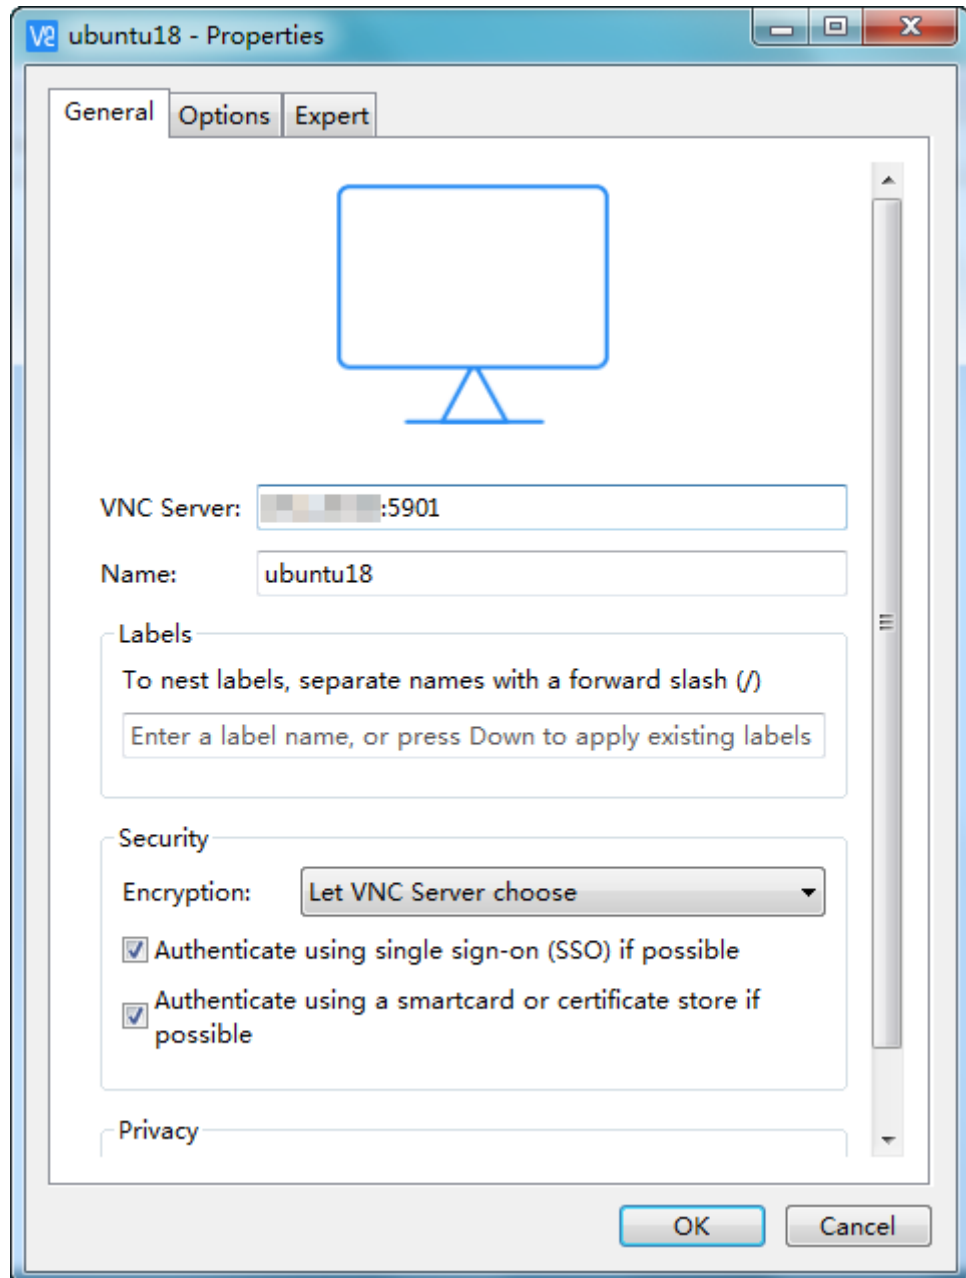 ubuntu18 - Properties
General Options Expert
VNC Server: :5901
Name: ubuntu18
Labels
To nest labels, separate names with a forward slash (/)
Enter a label name, or press Down to apply existing labels
Security
Encryption: Let VNC Server choose
Authenticate using single sign-on (SSO) if possible
Authenticate using a smartcard or certificate store if
possible
Privacy
OK Cancel